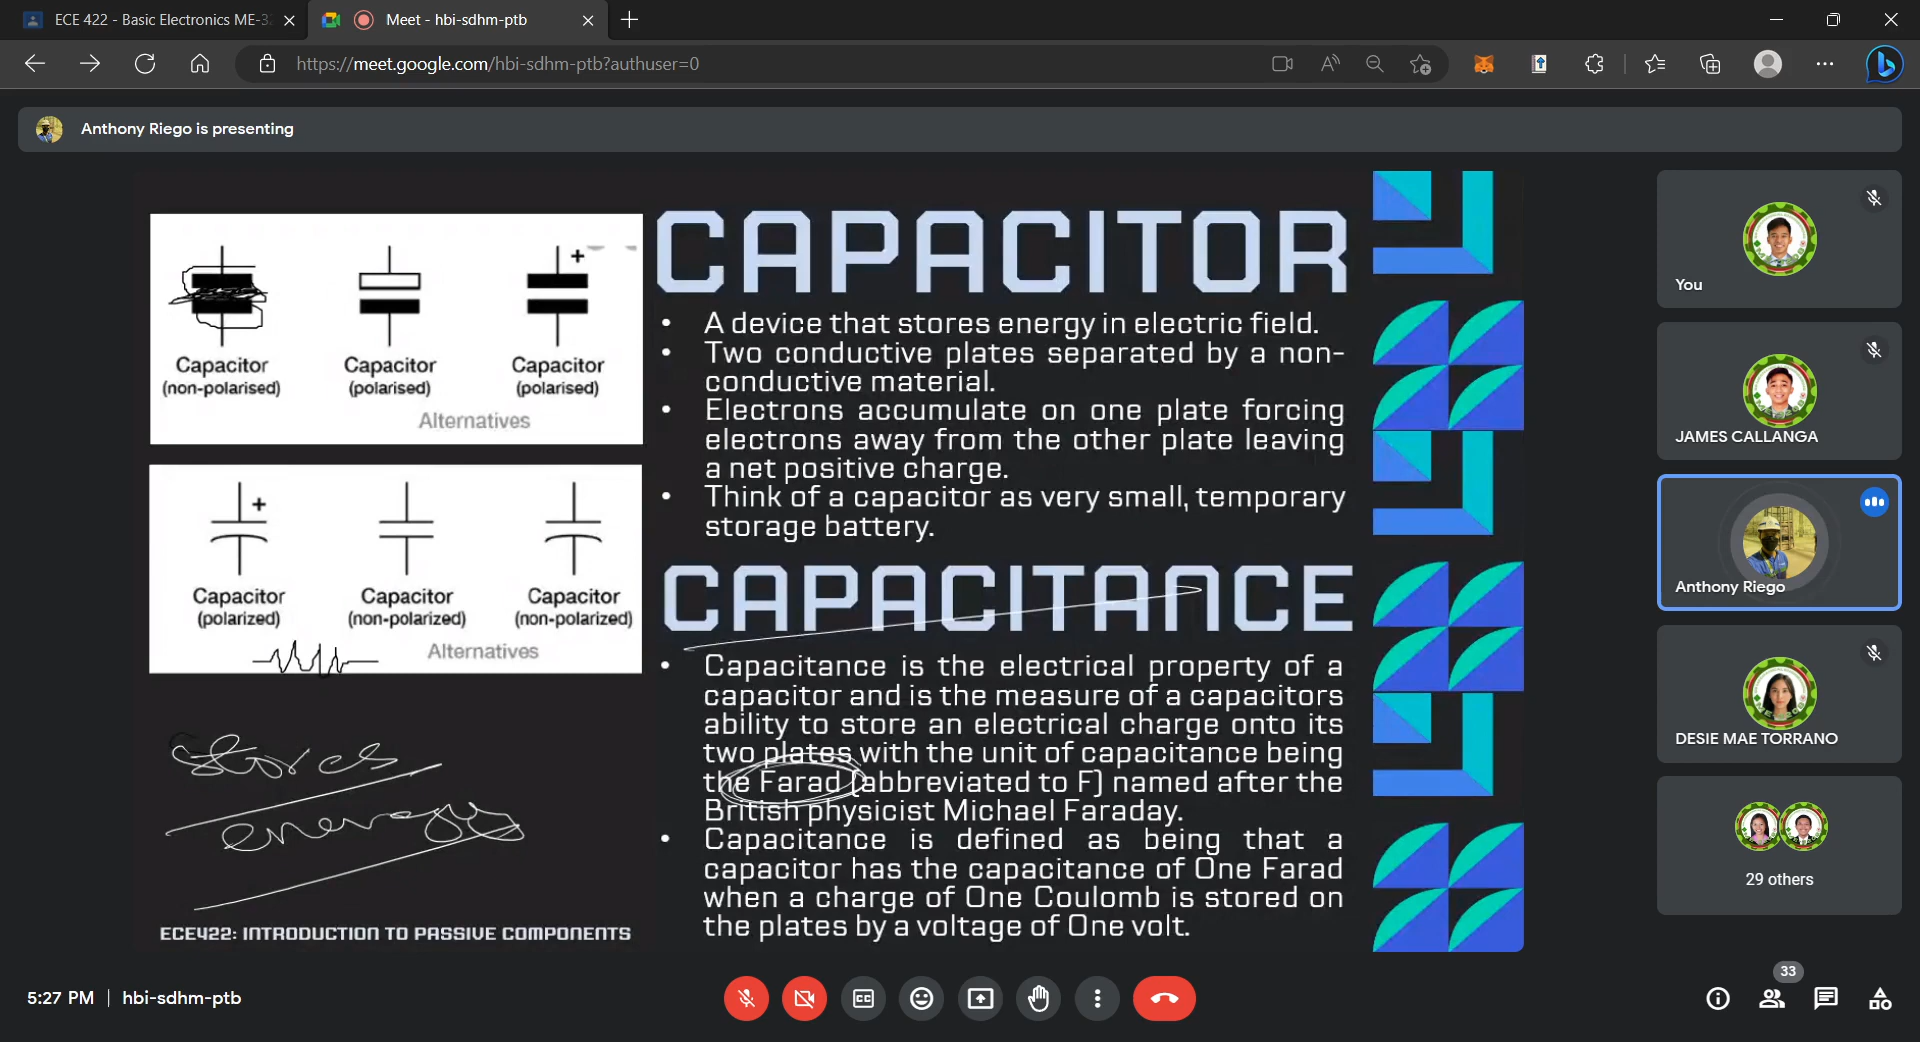 ECE 422 - Basic Electronics ME-3
Meet - hbi-sdhm-ptb
https://meet.google.com/hbi-sdhm-ptb?authuser=0
Anthony Riego is presenting
+
Capacitor Capacitor Capacitor
(non-polarised) (polarised) (polarised)
Alternatives
+
Capacitor Capacitor Capacitor
(polarized) (non-polarized) (non-polarized)
Alternatives
stores
energy
ECE422: INTRODUCTION TO PASSIVE COMPONENTS
CAPACITOR
• A device that stores energy in electric field.
• Two conductive plates separated by a non-
conductive material.
• Electrons accumulate on one plate forcing
electrons away from the other plate leaving
a net positive charge.
• Think of a capacitor as very small, temporary
storage battery.
CAPACITANCE
• Capacitance is the electrical property of a
capacitor and is the measure of a capacitors
ability to store an electrical charge onto its
two plates with the unit of capacitance being
the Farad (abbreviated to F) named after the
British physicist Michael Faraday.
• Capacitance is defined as being that a
capacitor has the capacitance of One Farad
when a charge of One Coulomb is stored on
the plates by a voltage of One volt.
You
JAMES CALLANGA
Anthony Riego
DESIE MAE TORRANO
29 others
5:27 PM | hbi-sdhm-ptb
CC
33